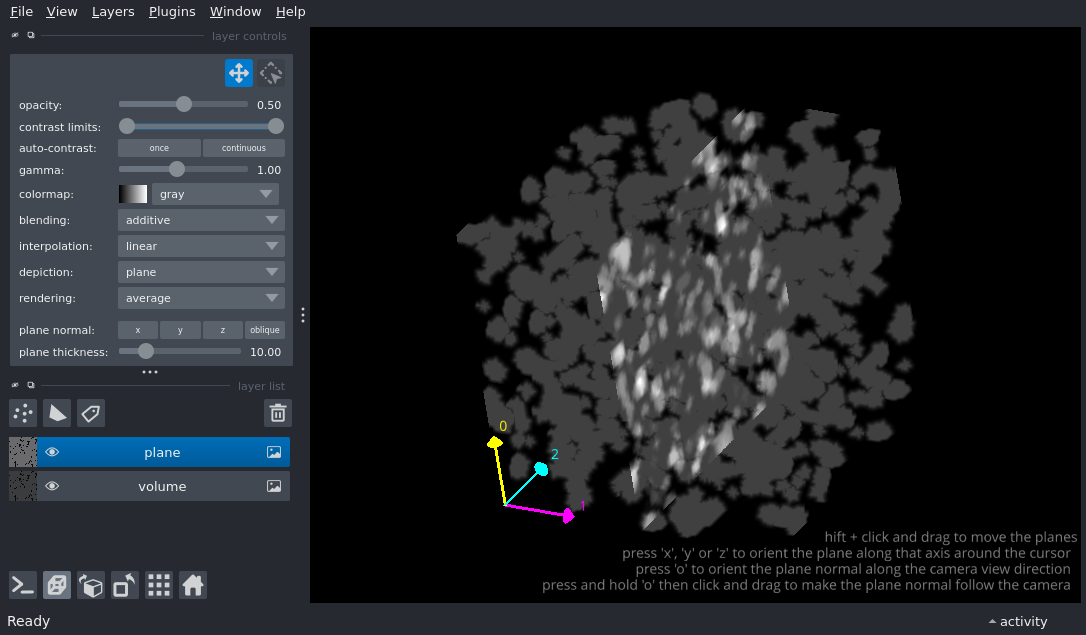 File View Layers Plugins Window Help
layer controls
opacity: 0.50
contrast limits:
auto-contrast: once continuous
gamma: 1.00
colormap: gray
blending: additive
interpolation: linear
depiction: plane
rendering: average
plane normal: x y z oblique
plane thickness: 10.00
layer list
plane
volume
0
2
1
hift + click and drag to move the planes
press 'x', 'y' or 'z' to orient the plane along that axis around the cursor
press 'o' to orient the plane normal along the camera view direction
press and hold 'o' then click and drag to make the plane normal follow the camera
Ready
activity